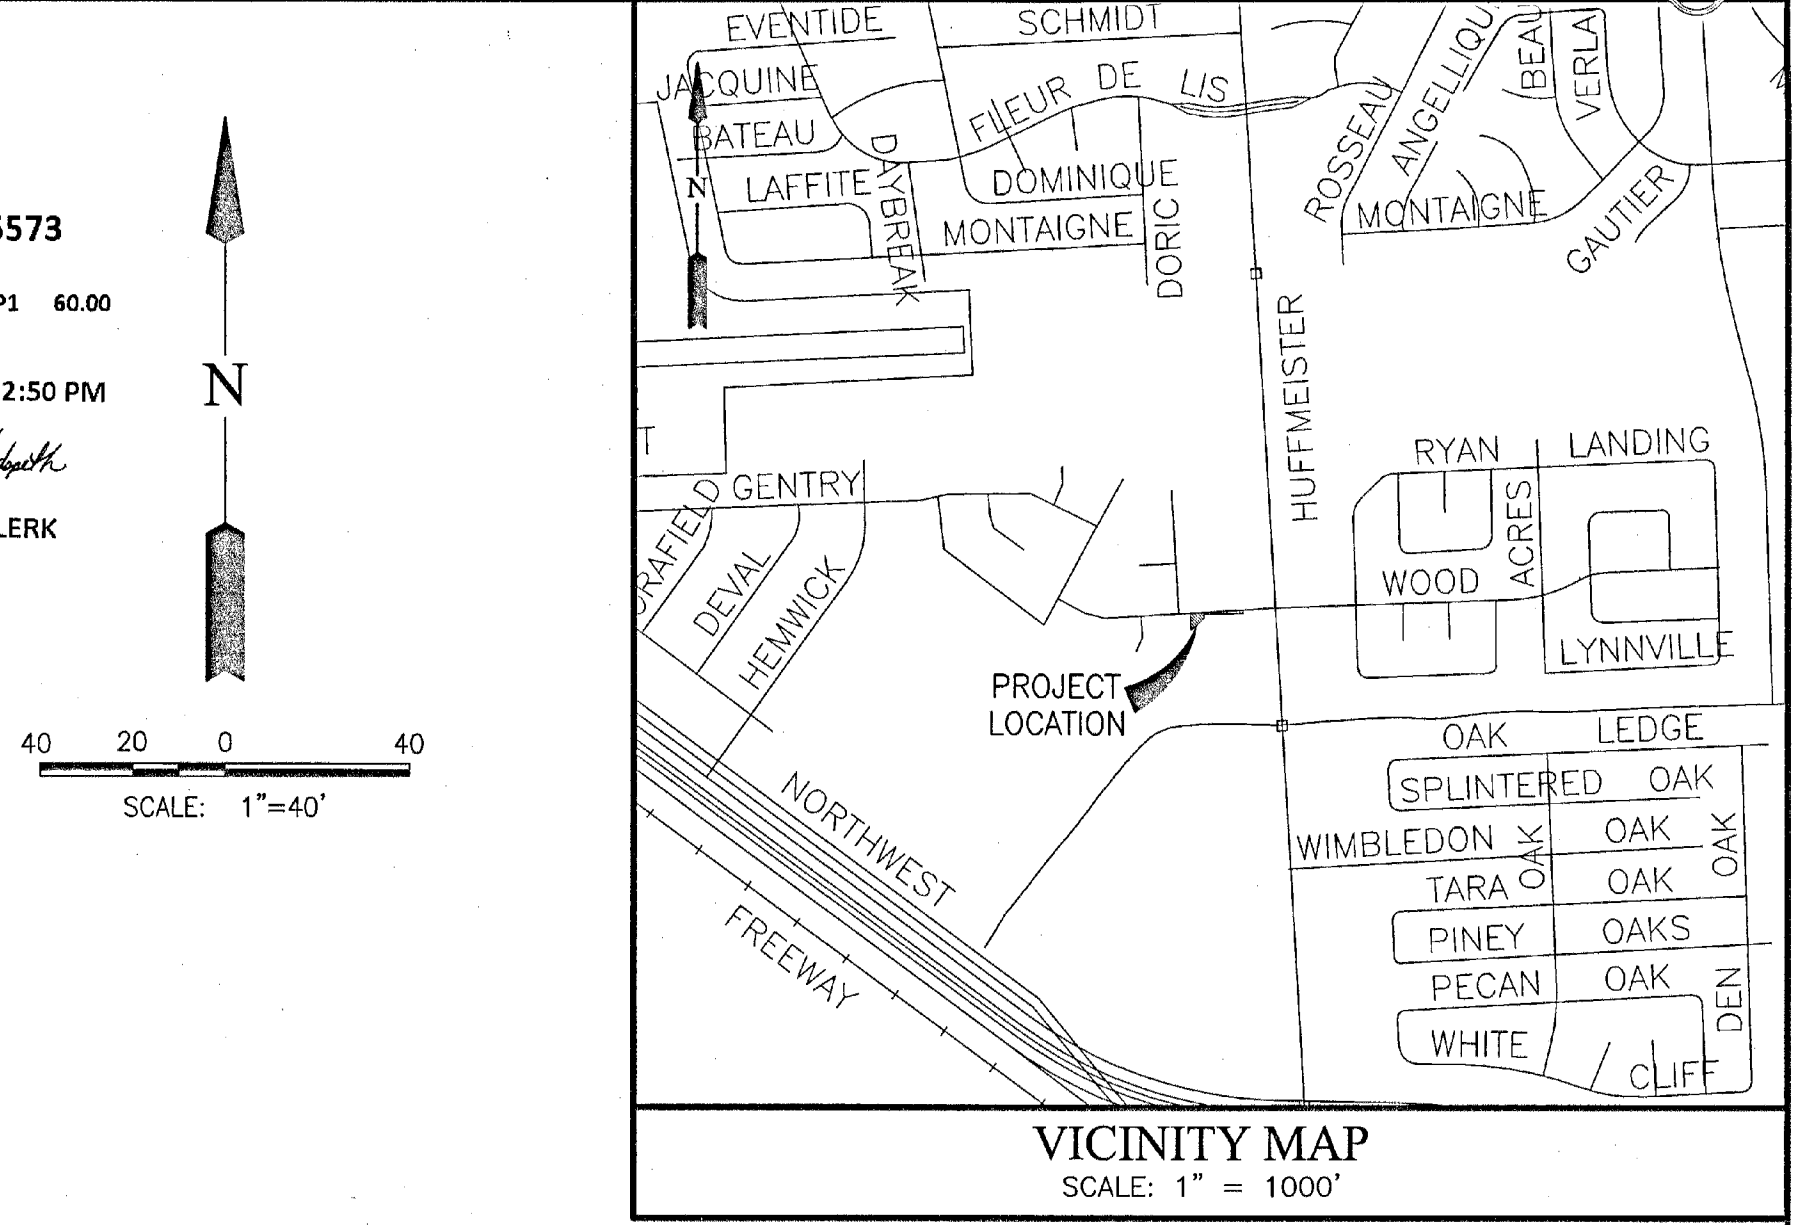 5573
P1 60.00
2:50 PM
LERK
N
40 20 0 40
SCALE: 1"=40'
EVENTIDE
SCHMIDT
JACQUINE
FLEUR DE LIS
BATEAU
DAYBREAK
LAFFITE
DOMINIQUE
MONTAIGNE
DORIC
N
ROSSEAU
ANGELLIQU
BEAU
VERLA
MONTAIGNE
GAUTIER
HUFFMEISTER
T
GENTRY
RYAN
LANDING
ACRES
WOOD
LYNNVILLE
GRAFIELD
DEVAL
HEMWICK
PROJECT
LOCATION
NORTHWEST
FREEWAY
OAK LEDGE
SPLINTERED OAK
WIMBLEDON OAK
OAK
OAK
TARA OAK
PINEY OAKS
PECAN OAK
DEN
WHITE
CLIFF
VICINITY MAP
SCALE: 1" = 1000'